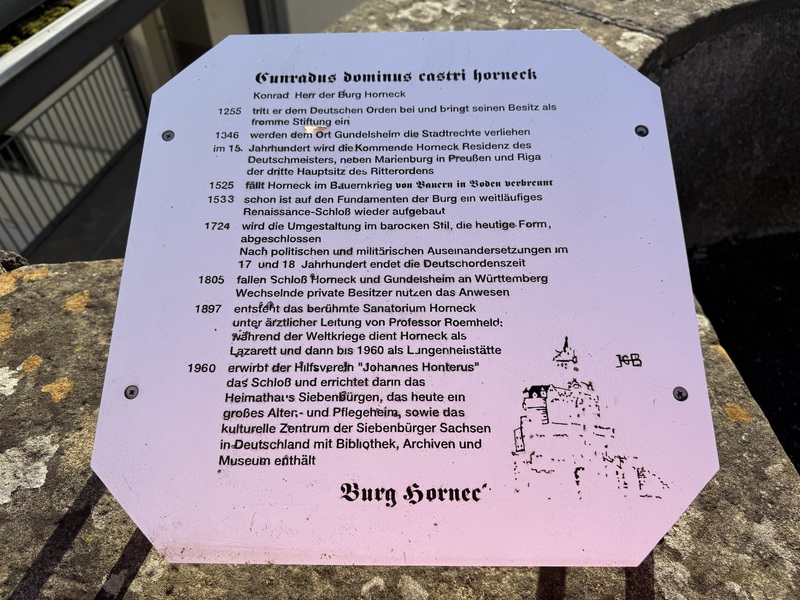 Cunradus dominus castri horneck
Konrad Herr der Burg Horneck
1255 tritt er dem Deutschen Orden bei und bringt seinen Besitz als
fromme Stiftung ein
1346 werden dem Ort Gundelsheim die Stadtrechte verliehen
im 15. Jahrhundert wird die Kommende Horneck Residenz des
Deutschmeisters, neben Marienburg in Preußen und Riga
der dritte Hauptsitz des Ritterordens
1525 fällt Horneck im Bauernkrieg von Bauern in Boden verbrennt
1533 schon ist auf den Fundamenten der Burg ein weitläufiges
Renaissance-Schloß wieder aufgebaut
1724 wird die Umgestaltung im barocken Stil, die heutige Form,
abgeschlossen
Nach politischen und militärischen Auseinandersetzungen im
17 und 18 Jahrhundert endet die Deutschordenszeit
1805 fallen Schloß Horneck und Gundelsheim an Württemberg
Wechselnde private Besitzer nutzen das Anwesen
1897 entsteht das berühmte Sanatorium Horneck
unter ärztlicher Leitung von Professor Roemheld;
während der Weltkriege dient Horneck als
Lazarett und dann bis 1960 als Lungenheilstätte
1960 erwirbt der Hilfsverein "Johannes Honterus"
das Schloß und errichtet darin das
Heimathaus Siebenbürgen, das heute ein
großes Alten- und Pflegeheim, sowie das
kulturelle Zentrum der Siebenbürger Sachsen
in Deutschland mit Bibliothek, Archiven und
Museum enthält
Burg Horneck